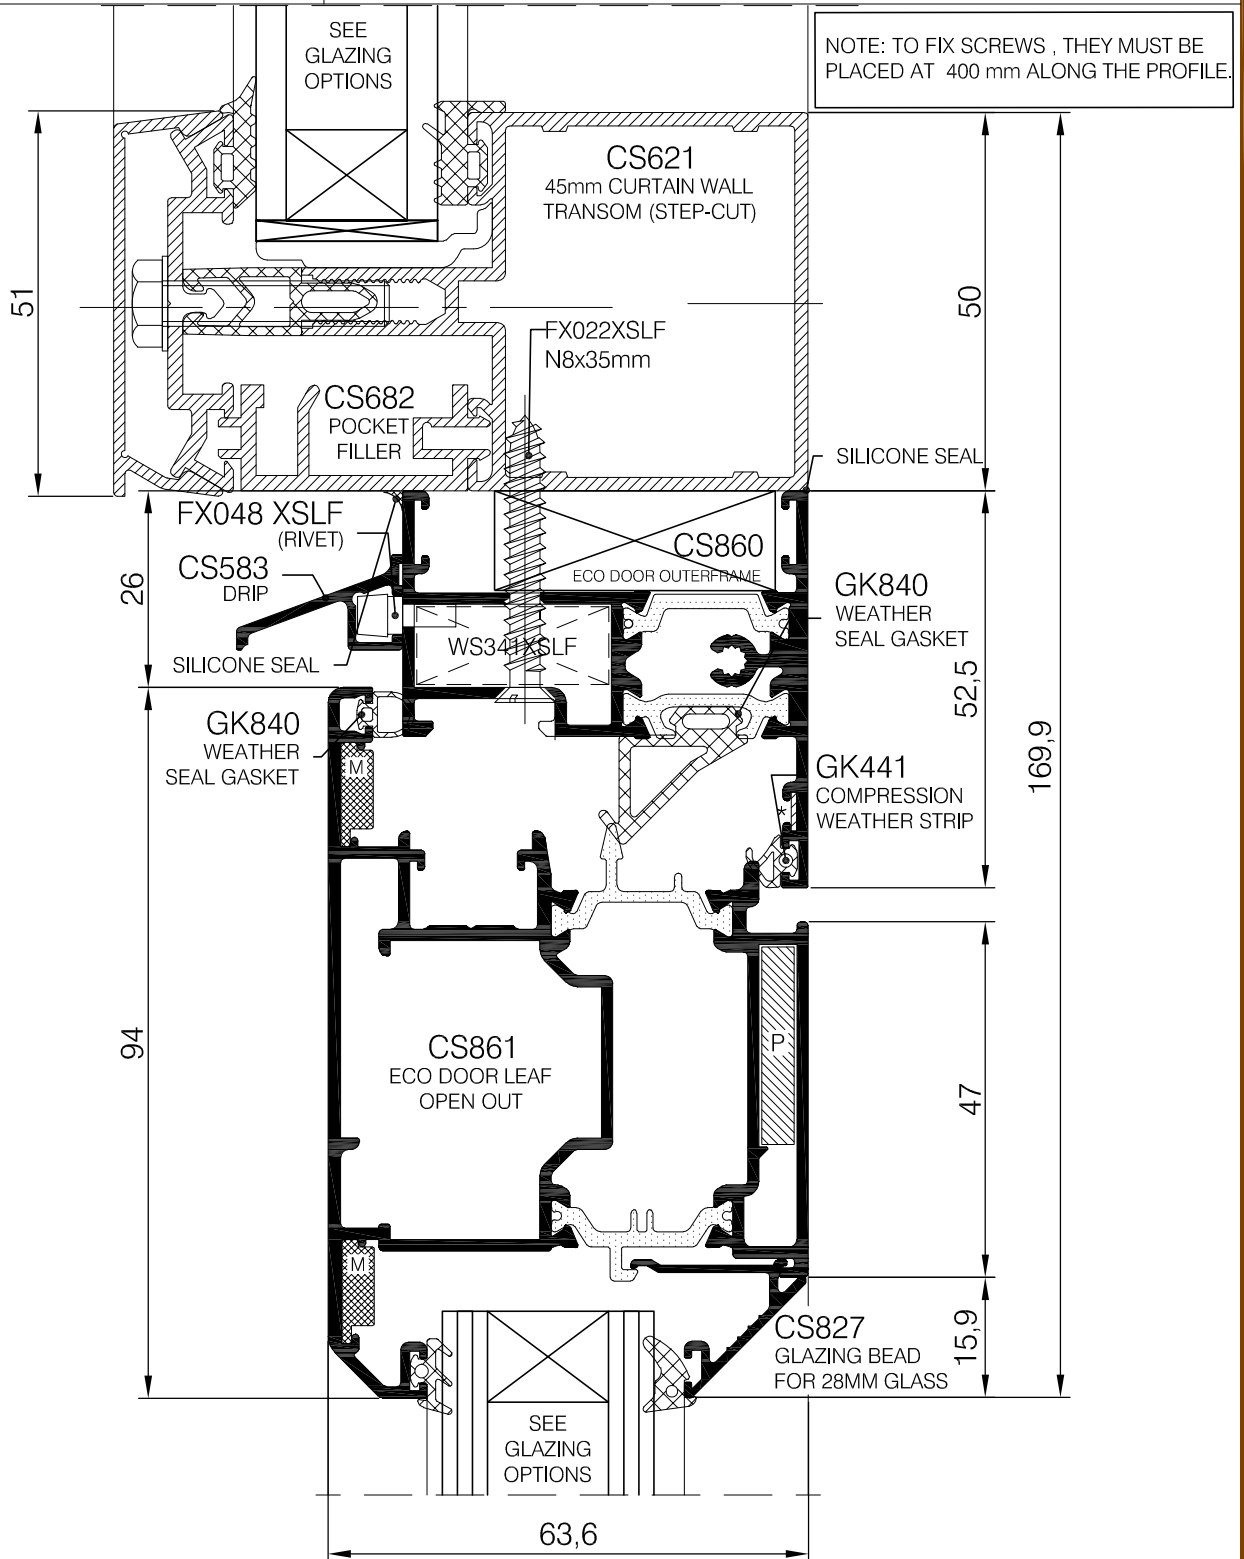 SEE
GLAZING
OPTIONS
NOTE: TO FIX SCREWS , THEY MUST BE
PLACED AT 400 mm ALONG THE PROFILE.
CS621
45mm CURTAIN WALL
TRANSOM (STEP-CUT)
51
50
FX022XSLF
N8x35mm
CS682
POCKET
FILLER
SILICONE SEAL
FX048 XSLF
(RIVET)
CS583
DRIP
26
SILICONE SEAL
CS860
ECO DOOR OUTERFRAME
WS341XSLF
GK840
WEATHER
SEAL GASKET
52,5
169,9
GK840
WEATHER
SEAL GASKET
M
GK441
COMPRESSION
WEATHER STRIP
*
94
CS861
ECO DOOR LEAF
OPEN OUT
P
47
M
CS827
GLAZING BEAD
FOR 28MM GLASS
15,9
SEE
GLAZING
OPTIONS
63,6